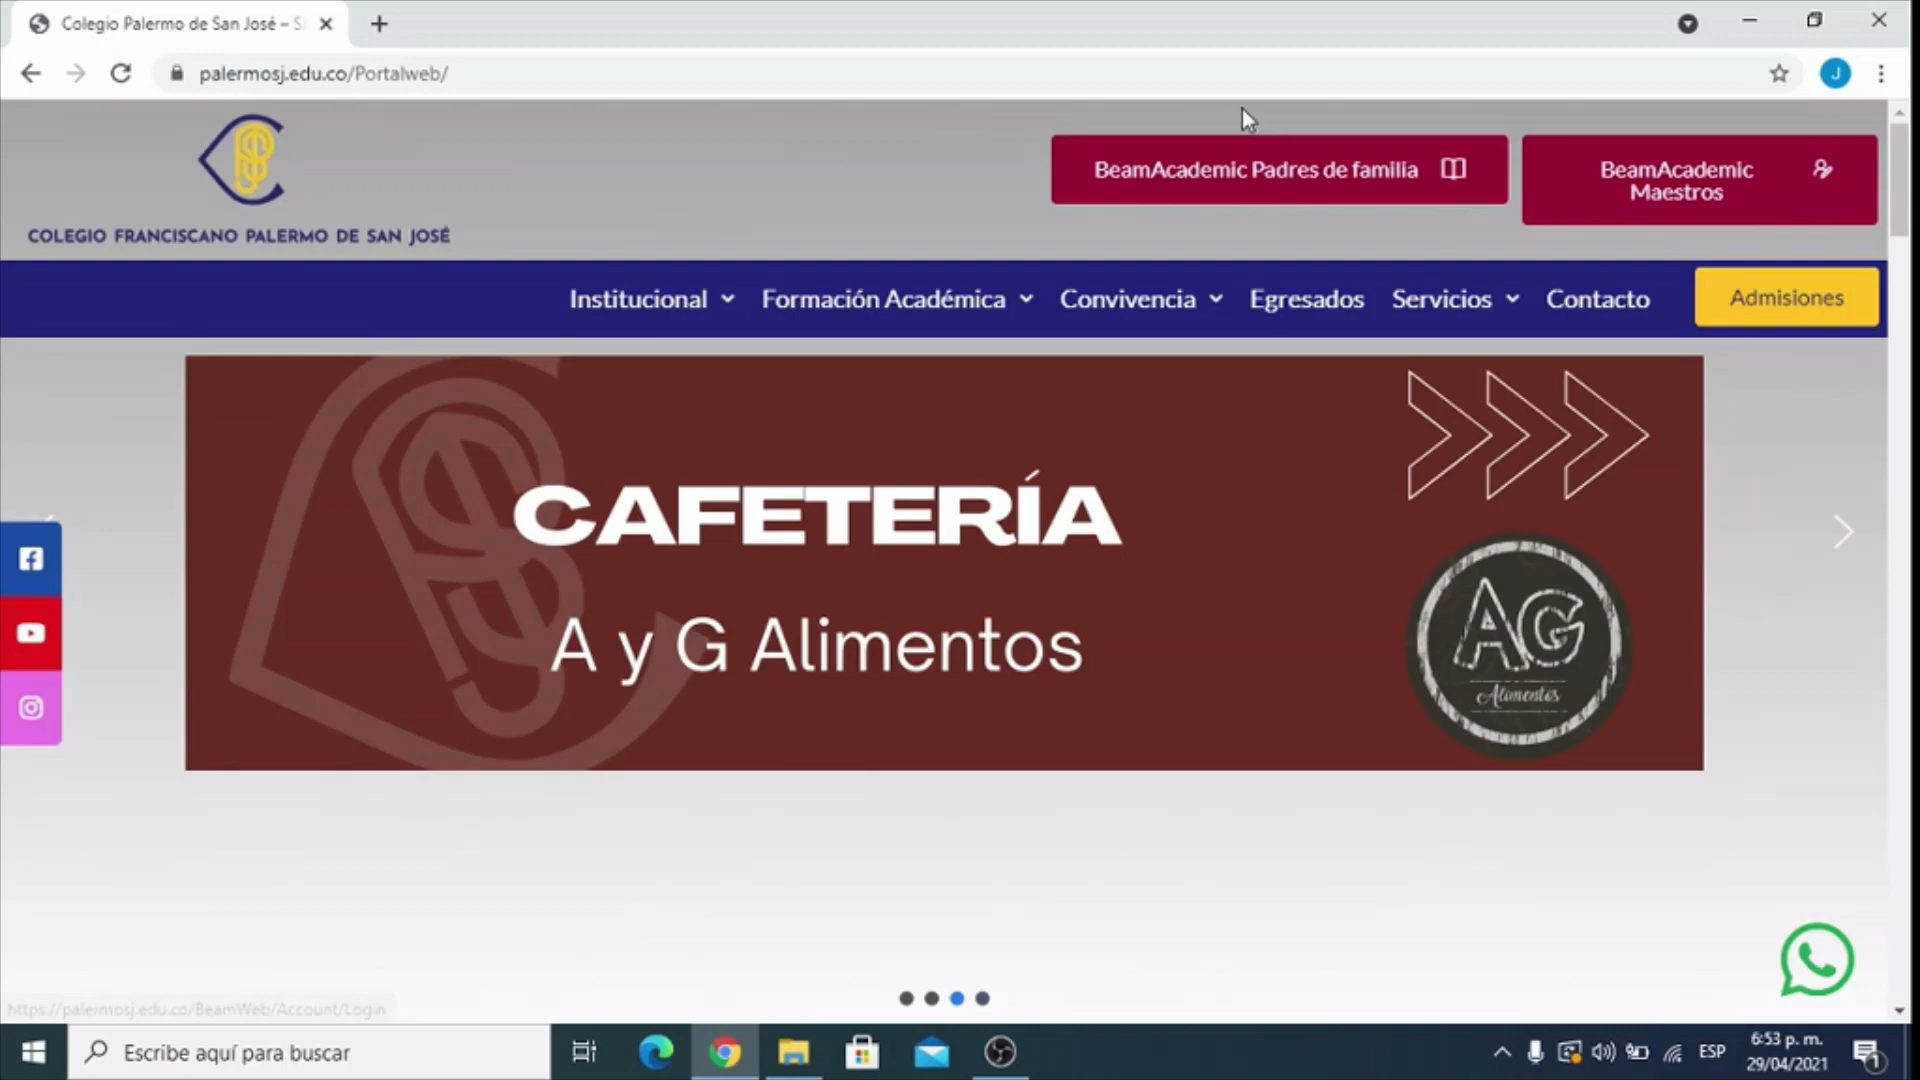 Colegio Palermo de San José – S
palermosj.edu.co/Portalweb/
J
COLEGIO FRANCISCANO PALERMO DE SAN JOSÉ
BeamAcademic Padres de familia
BeamAcademic
Maestros
Institucional
Formación Académica
Convivencia
Egresados
Servicios
Contacto
Admisiones
CAFETERÍA
A y G Alimentos
AG
Alimentos
https://palermosj.edu.co/BeamWeb/Account/Login
Escribe aquí para buscar
ESP
6:53 p. m.
29/04/2021
1